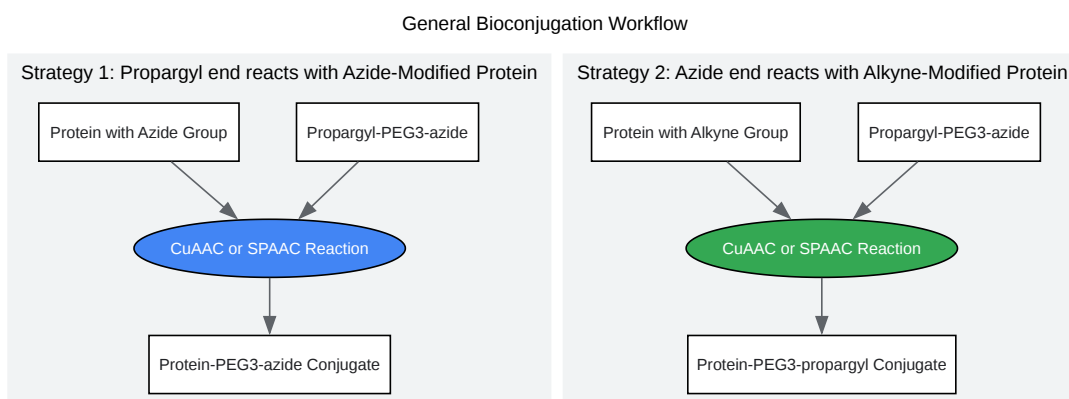 General Bioconjugation Workflow
Strategy 1: Propargyl end reacts with Azide-Modified Protein
Protein with Azide Group
Propargyl-PEG3-azide
CuAAC or SPAAC Reaction
Protein-PEG3-azide Conjugate
Strategy 2: Azide end reacts with Alkyne-Modified Protein
Protein with Alkyne Group
Propargyl-PEG3-azide
CuAAC or SPAAC Reaction
Protein-PEG3-propargyl Conjugate